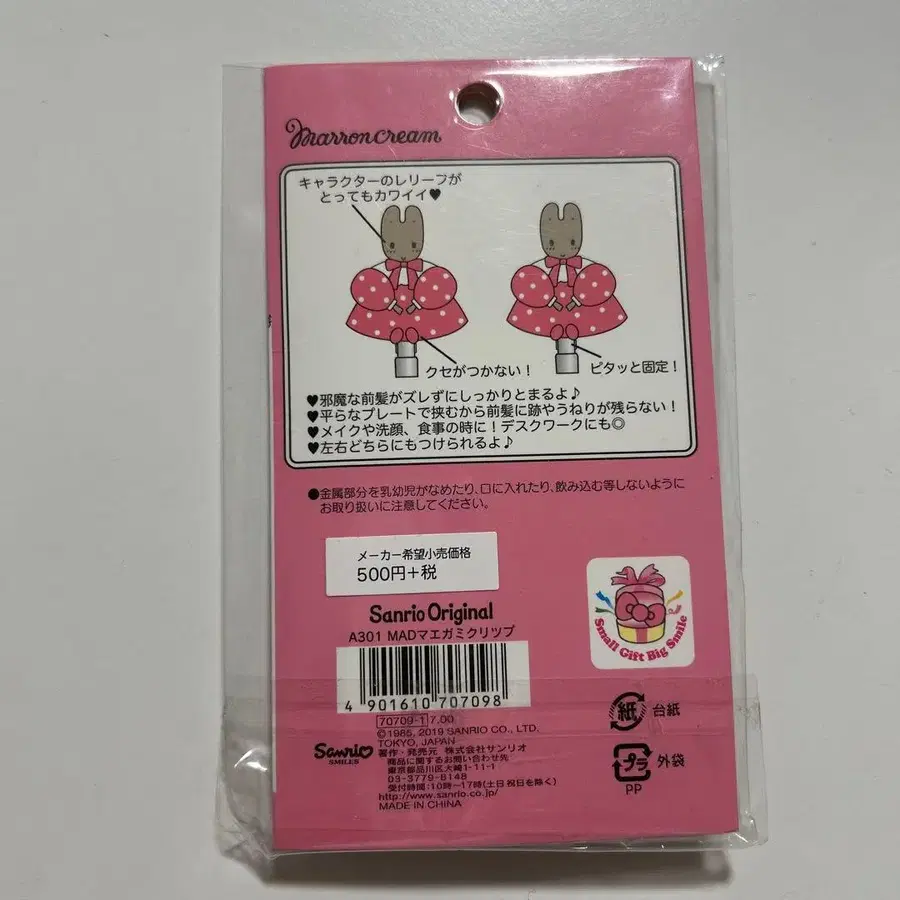 Marroncream
キャラクターのレリーフが
とってもカワイイ♥
クセがつかない！
ピタッと固定！
♥邪魔な前髪がズレずにしっかりとまるよ♪
♥平らなプレートで挟むから前髪に跡やうねりが残らない！
♥メイクや洗顔、食事の時に！デスクワークにも◎
♥左右どちらにもつけられるよ♪
●金属部分を乳幼児がなめたり、口に入れたり、飲み込む等しないように
お取り扱いに注意してください。
メーカー希望小売価格
500円+税
Sanrio Original
A301 MADマエガミクリツプ
4 901610 707098
70709-1 7.00
©1985, 2019 SANRIO CO., LTD.
TOKYO, JAPAN
著作・発売元 株式会社サンリオ
商品に関するお問い合わせ先
東京都品川区大崎1-11-1
03-3779-8148
受付時間:10時〜17時(土日祝日を除く)
http://www.sanrio.co.jp/
MADE IN CHINA
Sanrio
SMILES
Small Gift Big Smile
紙 台紙
プラ 外袋
PP